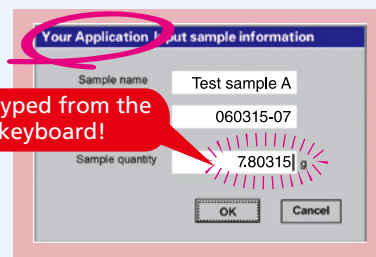 Your Application Input sample information
Sample name
Test sample A
060315-07
yped from the
keyboard!
Sample quantity
7.80315 g
OK
Cancel